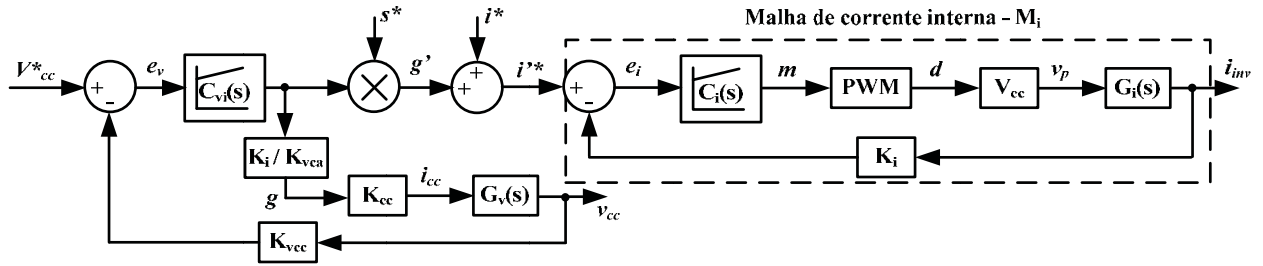 Malha de corrente interna - Mi
s*
i*
V*cc
ev
g'
i'*
ei
m
d
vp
iinv
+
-
Cvi(s)
+
+
+
-
Ci(s)
PWM
Vcc
Gi(s)
Ki / Kvca
Ki
g
Kcc
icc
Gv(s)
vcc
Kvcc